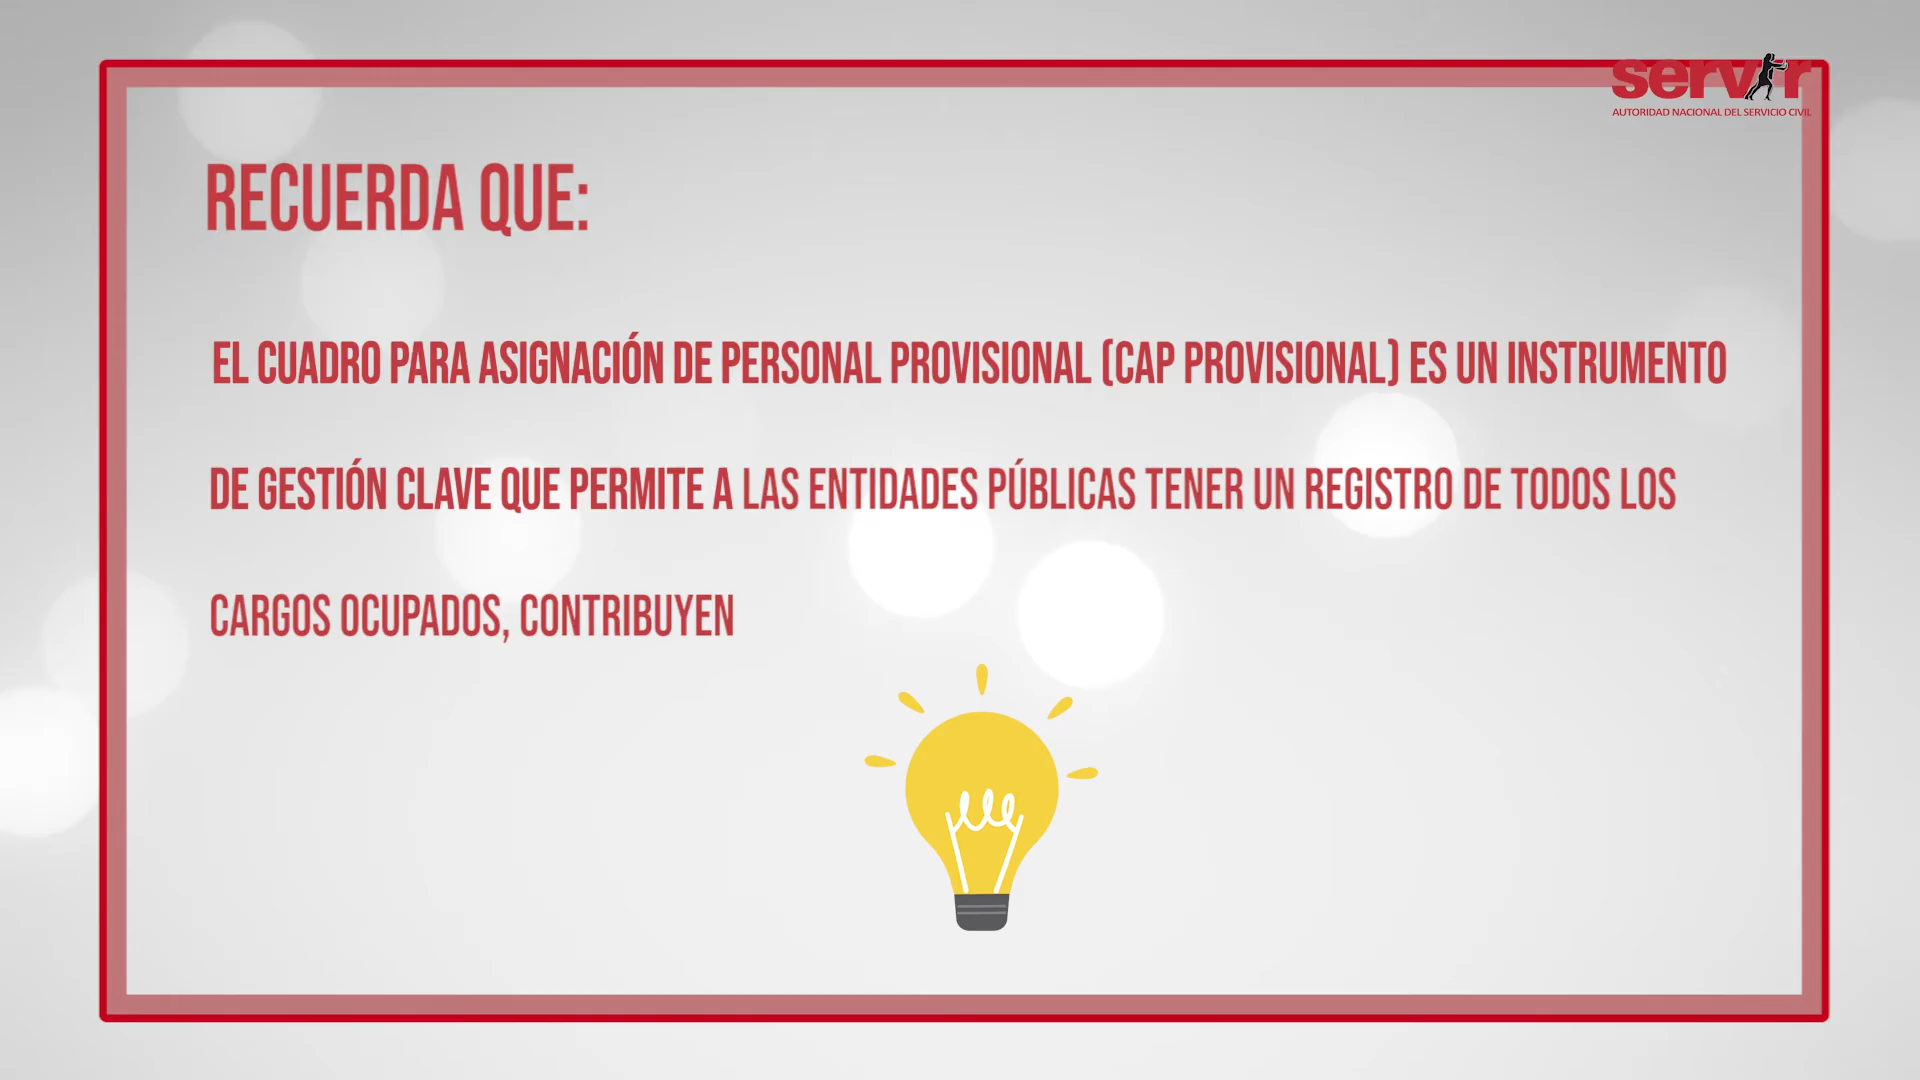 servir
AUTORIDAD NACIONAL DEL SERVICIO CIVIL
RECUERDA QUE:
EL CUADRO PARA ASIGNACIÓN DE PERSONAL PROVISIONAL (CAP PROVISIONAL) ES UN INSTRUMENTO
DE GESTIÓN CLAVE QUE PERMITE A LAS ENTIDADES PÚBLICAS TENER UN REGISTRO DE TODOS LOS
CARGOS OCUPADOS, CONTRIBUYEN